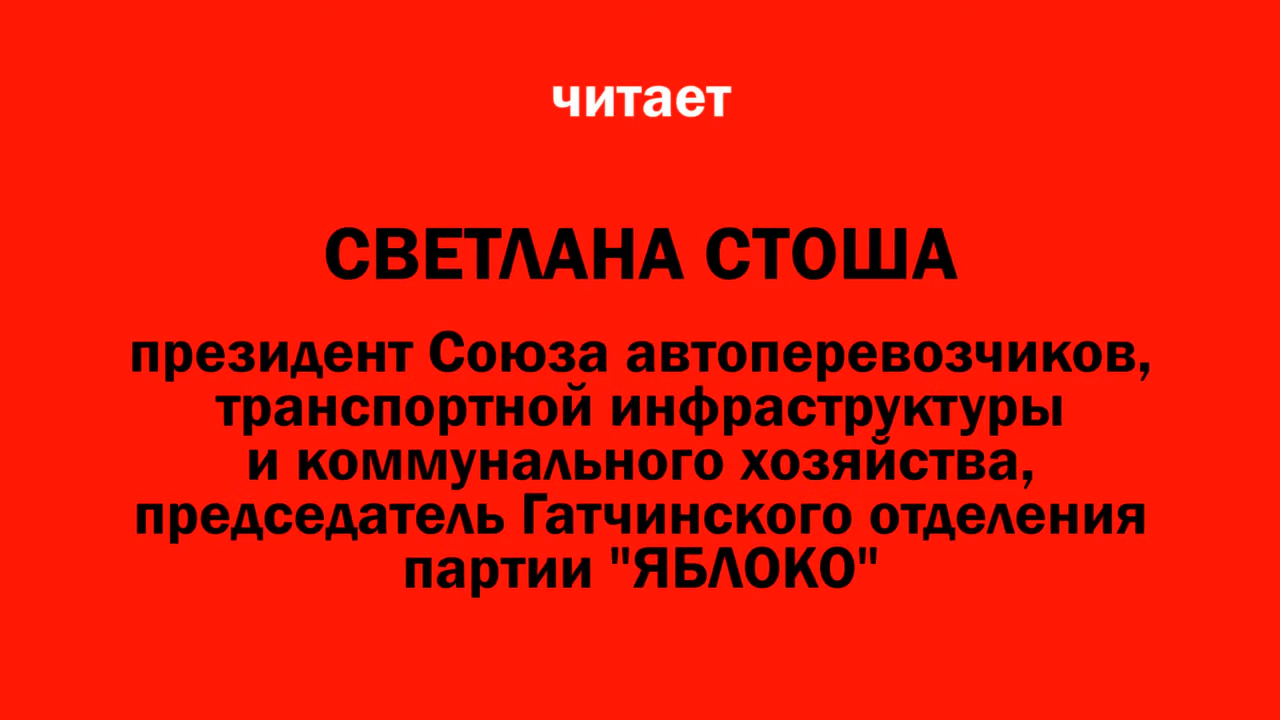 читает
СВЕТЛАНА СТОША
президент Союза автоперевозчиков,
транспортной инфраструктуры
и коммунального хозяйства,
председатель Гатчинского отделения
партии "ЯБЛОКО"